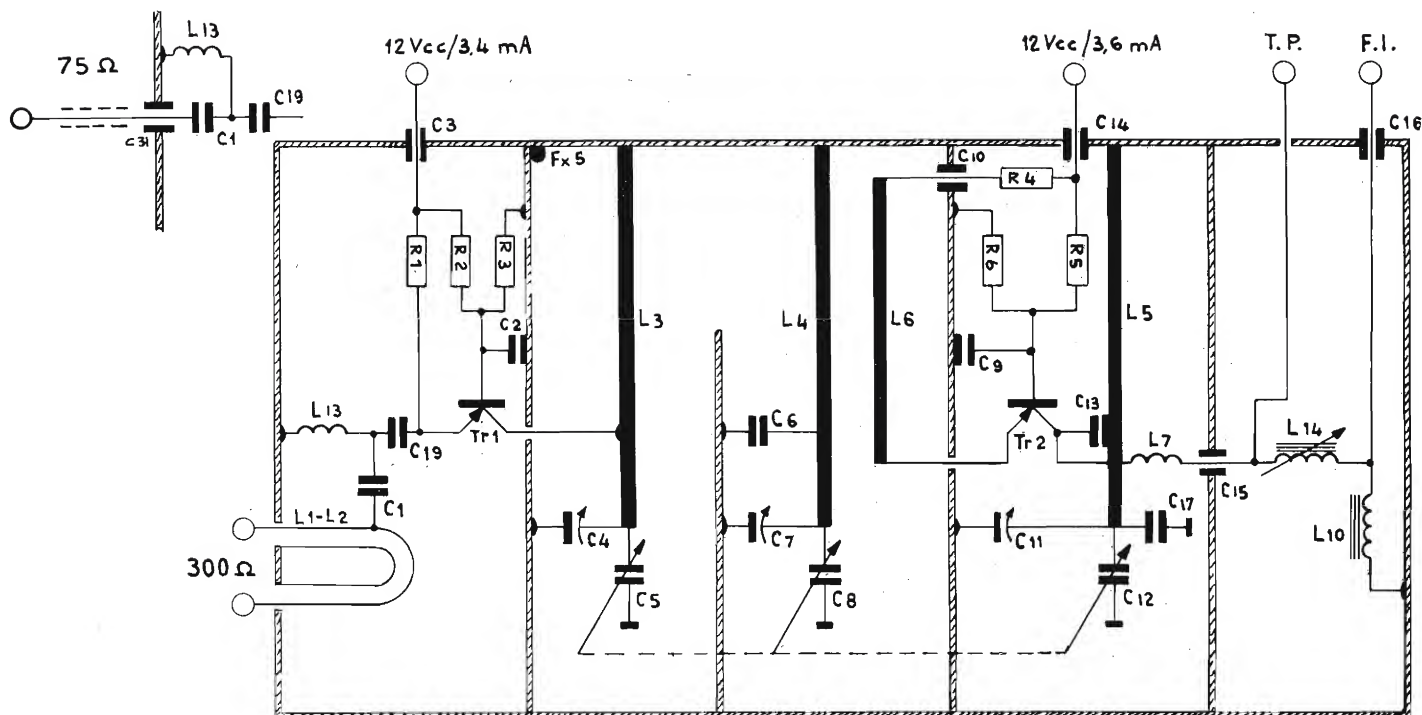 L13
75 Ω
C31
C1
C19
12 Vcc/3,4 mA
12 Vcc/3,6 mA
T.P.
F.I.
C3
C14
C16
Fx5
C10
R4
R1
R2
R3
R6
R5
C2
L3
L4
L6
L5
C9
L13
C19
Tr1
C6
Tr2
C13
L7
L14
C1
C15
L1-L2
C4
C7
C11
C17
L10
300 Ω
C5
C8
C12